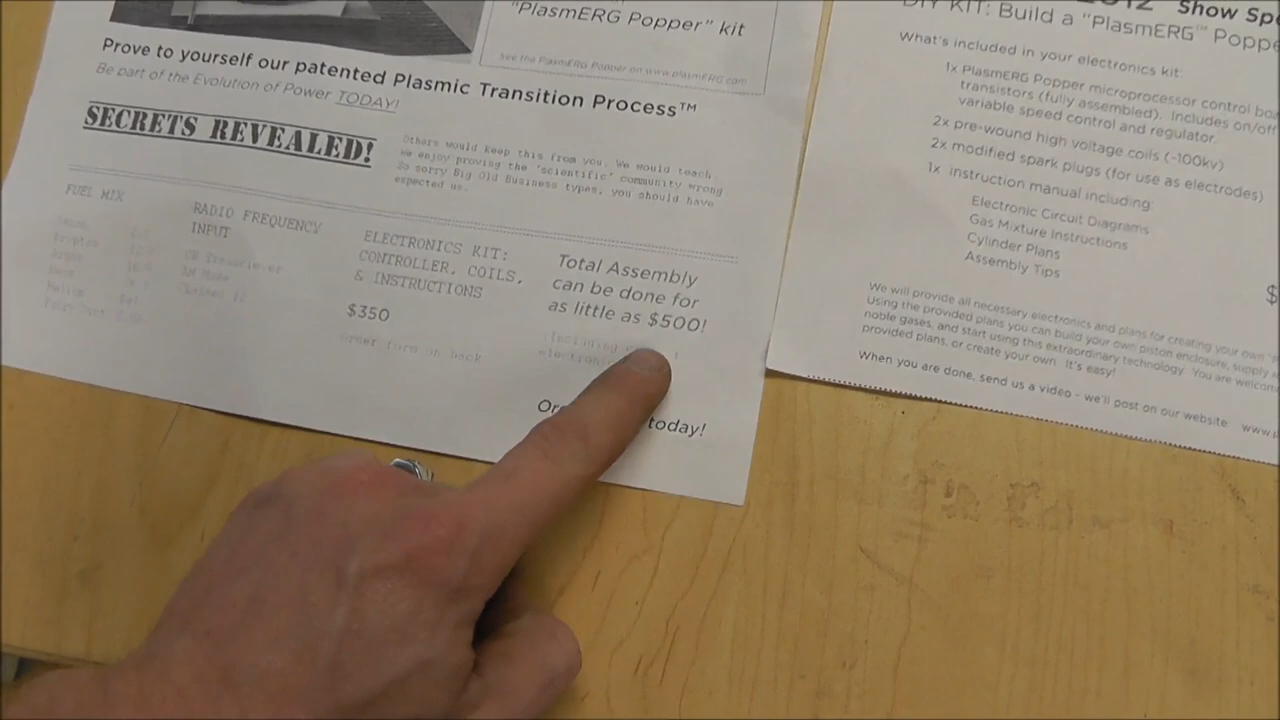 "PlasmERG Popper" kit
See the PlasmERG Popper on www.plasmERG.com
Prove to yourself our patented Plasmic Transition Process™
Be part of the Evolution of Power TODAY!
SECRETS REVEALED!
Others would keep this from you. We would teach.
We enjoy proving the 'scientific' community wrong
So sorry Big Old Business types, you should have
expected us.
FUEL MIX
RADIO FREQUENCY
INPUT
AM Mode
ELECTRONICS KIT:
CONTROLLER, COILS,
& INSTRUCTIONS
$350
order form on back
Total Assembly
can be done for
as little as $500!
(Including
today!
2012 Show
DIY KIT: Build a "PlasmERG™
What's included in your electronics kit:
1x PlasmERG Popper microprocessor control
transistors (fully assembled). Includes on/off
variable speed control and regulator.
2x pre-wound high voltage coils (~100kv)
2x modified spark plugs (for use as electrodes)
1x instruction manual including:
Electronic Circuit Diagrams
Gas Mixture Instructions
Cylinder Plans
Assembly Tips
$
We will provide all necessary electronics and plans for creating your own
Using the provided plans you can build your own piston enclosure, supply
noble gases, and start using this extraordinary technology. You are
provided plans, or create your own. It's easy!
When you are done, send us a video - we'll post on our website